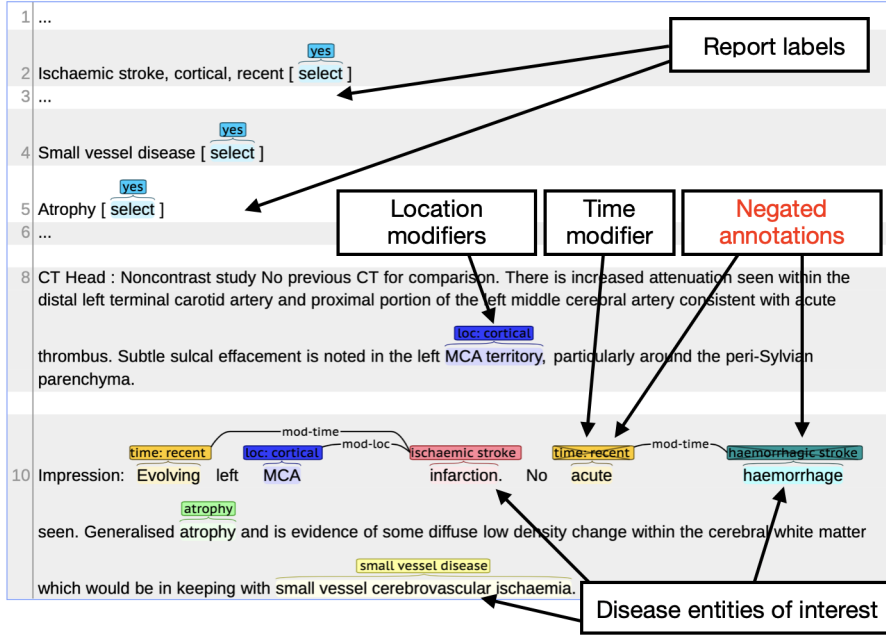 1 ...
Report labels
yes
2 Ischaemic stroke, cortical, recent [ select ]
3 ...
yes
4 Small vessel disease [ select ]
yes
5 Atrophy [ select ]
6 ...
Location modifiers
Time modifier
Negated annotations
8 CT Head : Noncontrast study No previous CT for comparison. There is increased attenuation seen within the
distal left terminal carotid artery and proximal portion of the left middle cerebral artery consistent with acute
loc: cortical
thrombus. Subtle sulcal effacement is noted in the left MCA territory, particularly around the peri-Sylvian
parenchyma.
mod-time
mod-loc
mod-time
time: recent loc: cortical ischaemic stroke time: recent haemorrhagic stroke
10 Impression: Evolving left MCA infarction. No acute haemorrhage
atrophy
seen. Generalised atrophy and is evidence of some diffuse low density change within the cerebral white matter
small vessel disease
which would be in keeping with small vessel cerebrovascular ischaemia.
Disease entities of interest